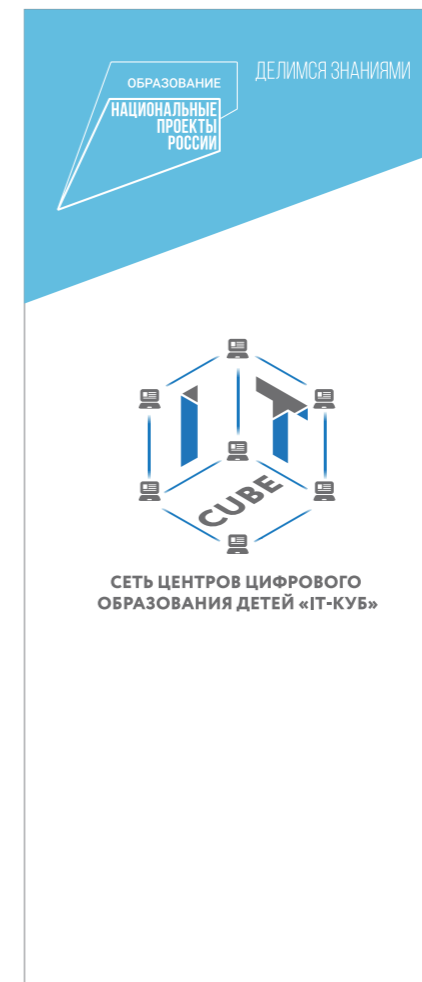 ДЕЛИМСЯ ЗНАНИЯМИ
ОБРАЗОВАНИЕ
НАЦИОНАЛЬНЫЕ
ПРОЕКТЫ
РОССИИ
IT
CUBE
СЕТЬ ЦЕНТРОВ ЦИФРОВОГО
ОБРАЗОВАНИЯ ДЕТЕЙ «IT-КУБ»